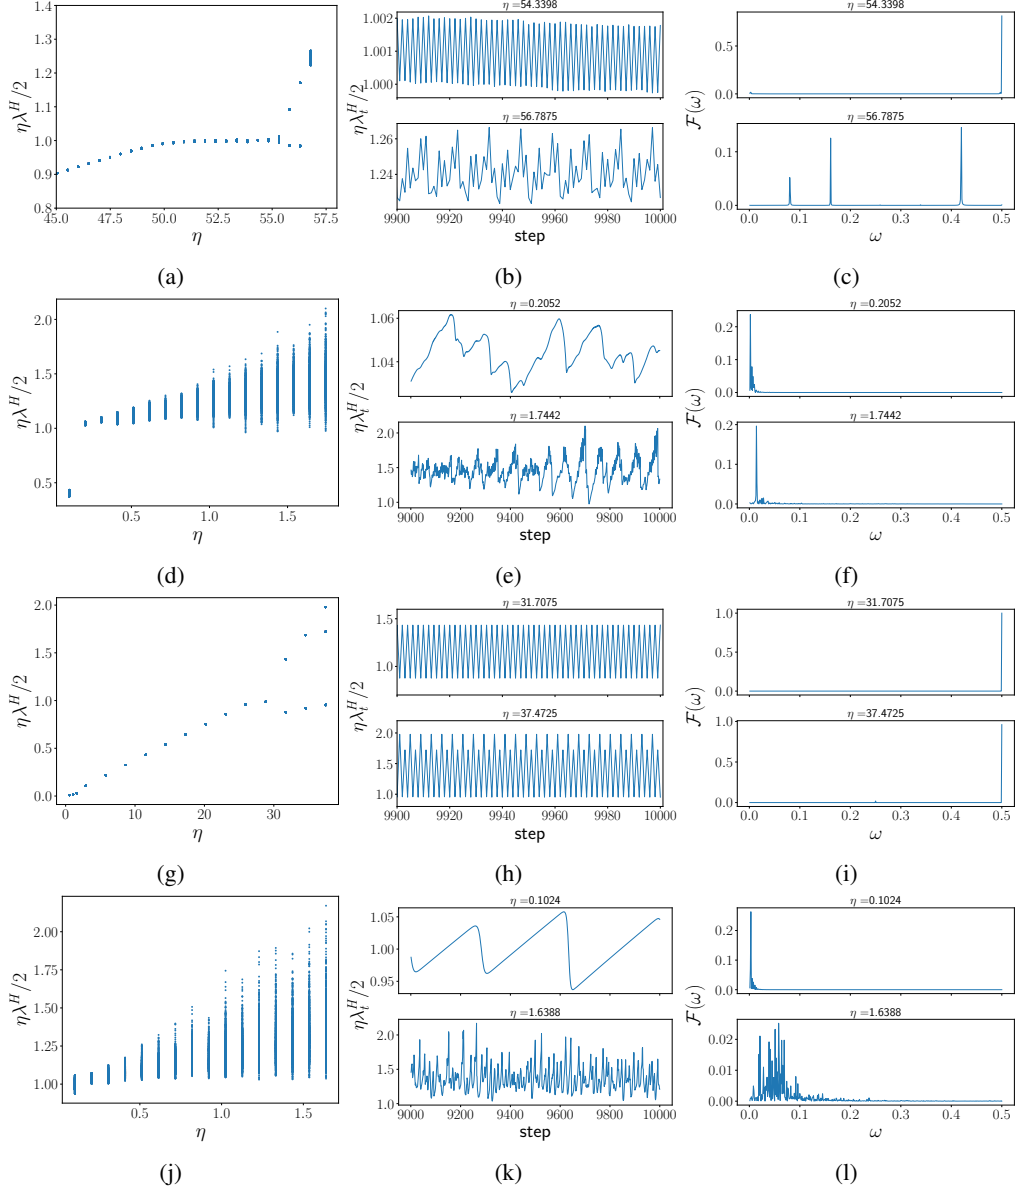 1.4
1.3
1.2
1.1
1.0
0.9
0.8
45.0 47.5 50.0 52.5 55.0 57.5
ηλ^H/2
η
(a)
η =54.3398
1.002
1.001
1.000
η =56.7875
1.26
1.24
9900 9920 9940 9960 9980 10000
ηλ_t^H/2
step
(b)
η =54.3398
0.5
0.0
η =56.7875
0.1
0.0
0.0 0.1 0.2 0.3 0.4 0.5
F(ω)
ω
(c)
2.0
1.5
1.0
0.5
0.5 1.0 1.5
ηλ^H/2
η
(d)
η =0.2052
1.06
1.04
η =1.7442
2.0
1.5
1.0
9000 9200 9400 9600 9800 10000
ηλ_t^H/2
step
(e)
η =0.2052
0.2
0.1
0.0
η =1.7442
0.2
0.1
0.0
0.0 0.1 0.2 0.3 0.4 0.5
F(ω)
ω
(f)
2.0
1.5
1.0
0.5
0.0
0 10 20 30
ηλ^H/2
η
(g)
η =31.7075
1.5
1.0
η =37.4725
2.0
1.5
1.0
9900 9920 9940 9960 9980 10000
ηλ_t^H/2
step
(h)
η =31.7075
1.0
0.5
0.0
η =37.4725
1.0
0.5
0.0
0.0 0.1 0.2 0.3 0.4 0.5
F(ω)
ω
(i)
2.00
1.75
1.50
1.25
1.00
0.5 1.0 1.5
ηλ^H/2
η
(j)
η =0.1024
1.05
1.00
0.95
η =1.6388
2.0
1.5
1.0
9000 9200 9400 9600 9800 10000
ηλ_t^H/2
step
(k)
η =0.1024
0.2
0.1
0.0
η =1.6388
0.02
0.01
0.00
0.0 0.1 0.2 0.3 0.4 0.5
F(ω)
ω
(l)